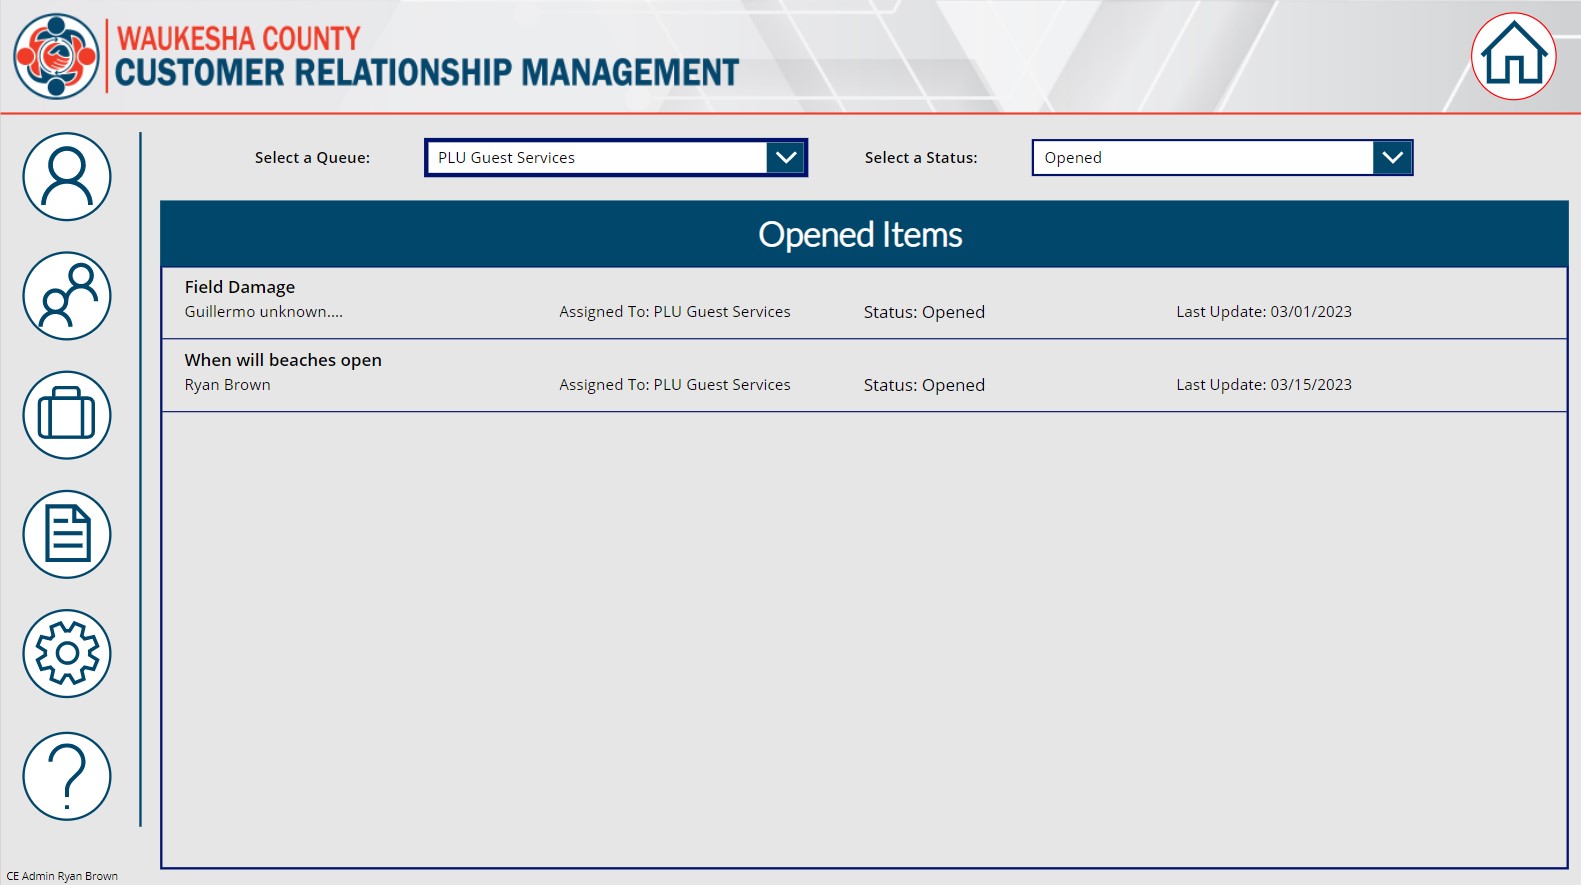 WAUKESHA COUNTY
CUSTOMER RELATIONSHIP MANAGEMENT
Select a Queue: PLU Guest Services Select a Status: Opened
Opened Items
Field Damage
Guillermo unknown.... Assigned To: PLU Guest Services Status: Opened Last Update: 03/01/2023
When will beaches open
Ryan Brown Assigned To: PLU Guest Services Status: Opened Last Update: 03/15/2023
CE Admin Ryan Brown